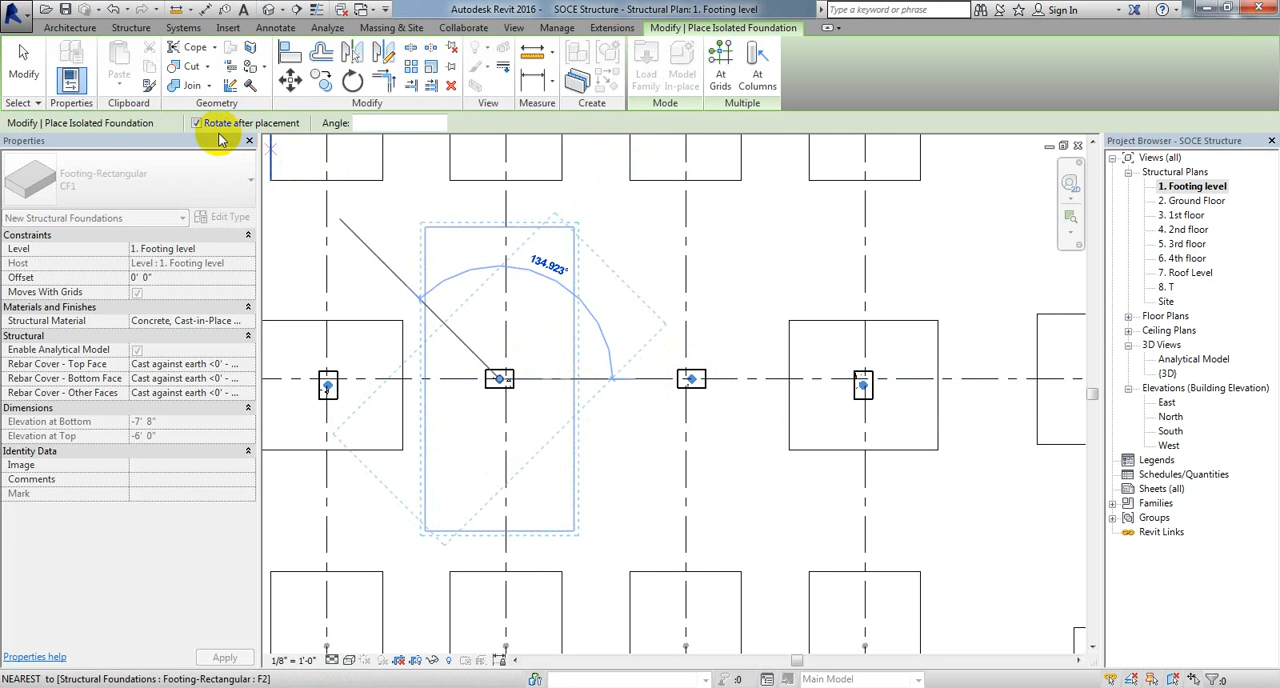 Autodesk Revit 2016 - SOCE Structure - Structural Plan: 1. Footing level
Type a keyword or phrase
Sign In
Architecture Structure Systems Insert Annotate Analyze Massing & Site Collaborate View Manage Extensions Modify | Place Isolated Foundation
Modify
Paste
Cope
Cut
Join
Load Family
Model In-place
At Grids
At Columns
Select Properties Clipboard Geometry Modify View Measure Create Mode Multiple
Modify | Place Isolated Foundation Rotate after placement Angle:
Properties
Footing-Rectangular
CF1
New Structural Foundations Edit Type
Constraints
Level 1. Footing level
Host Level : 1. Footing level
Offset 0' 0"
Moves With Grids
Materials and Finishes
Structural Material Concrete, Cast-in-Place ...
Structural
Enable Analytical Model
Rebar Cover - Top Face Cast against earth <0' - ...
Rebar Cover - Bottom Face Cast against earth <0' - ...
Rebar Cover - Other Faces Cast against earth <0' - ...
Dimensions
Elevation at Bottom -7' 8"
Elevation at Top -6' 0"
Identity Data
Image
Comments
Mark
Properties help Apply
134.923°
1/8" = 1'-0"
Project Browser - SOCE Structure
Views (all)
Structural Plans
1. Footing level
2. Ground Floor
3. 1st floor
4. 2nd floor
5. 3rd floor
6. 4th floor
7. Roof Level
8. T
Site
Floor Plans
Ceiling Plans
3D Views
Analytical Model
{3D}
Elevations (Building Elevation)
East
North
South
West
Legends
Schedules/Quantities
Sheets (all)
Families
Groups
Revit Links
NEAREST to [Structural Foundations : Footing-Rectangular : F2]
:0
Main Model
:0